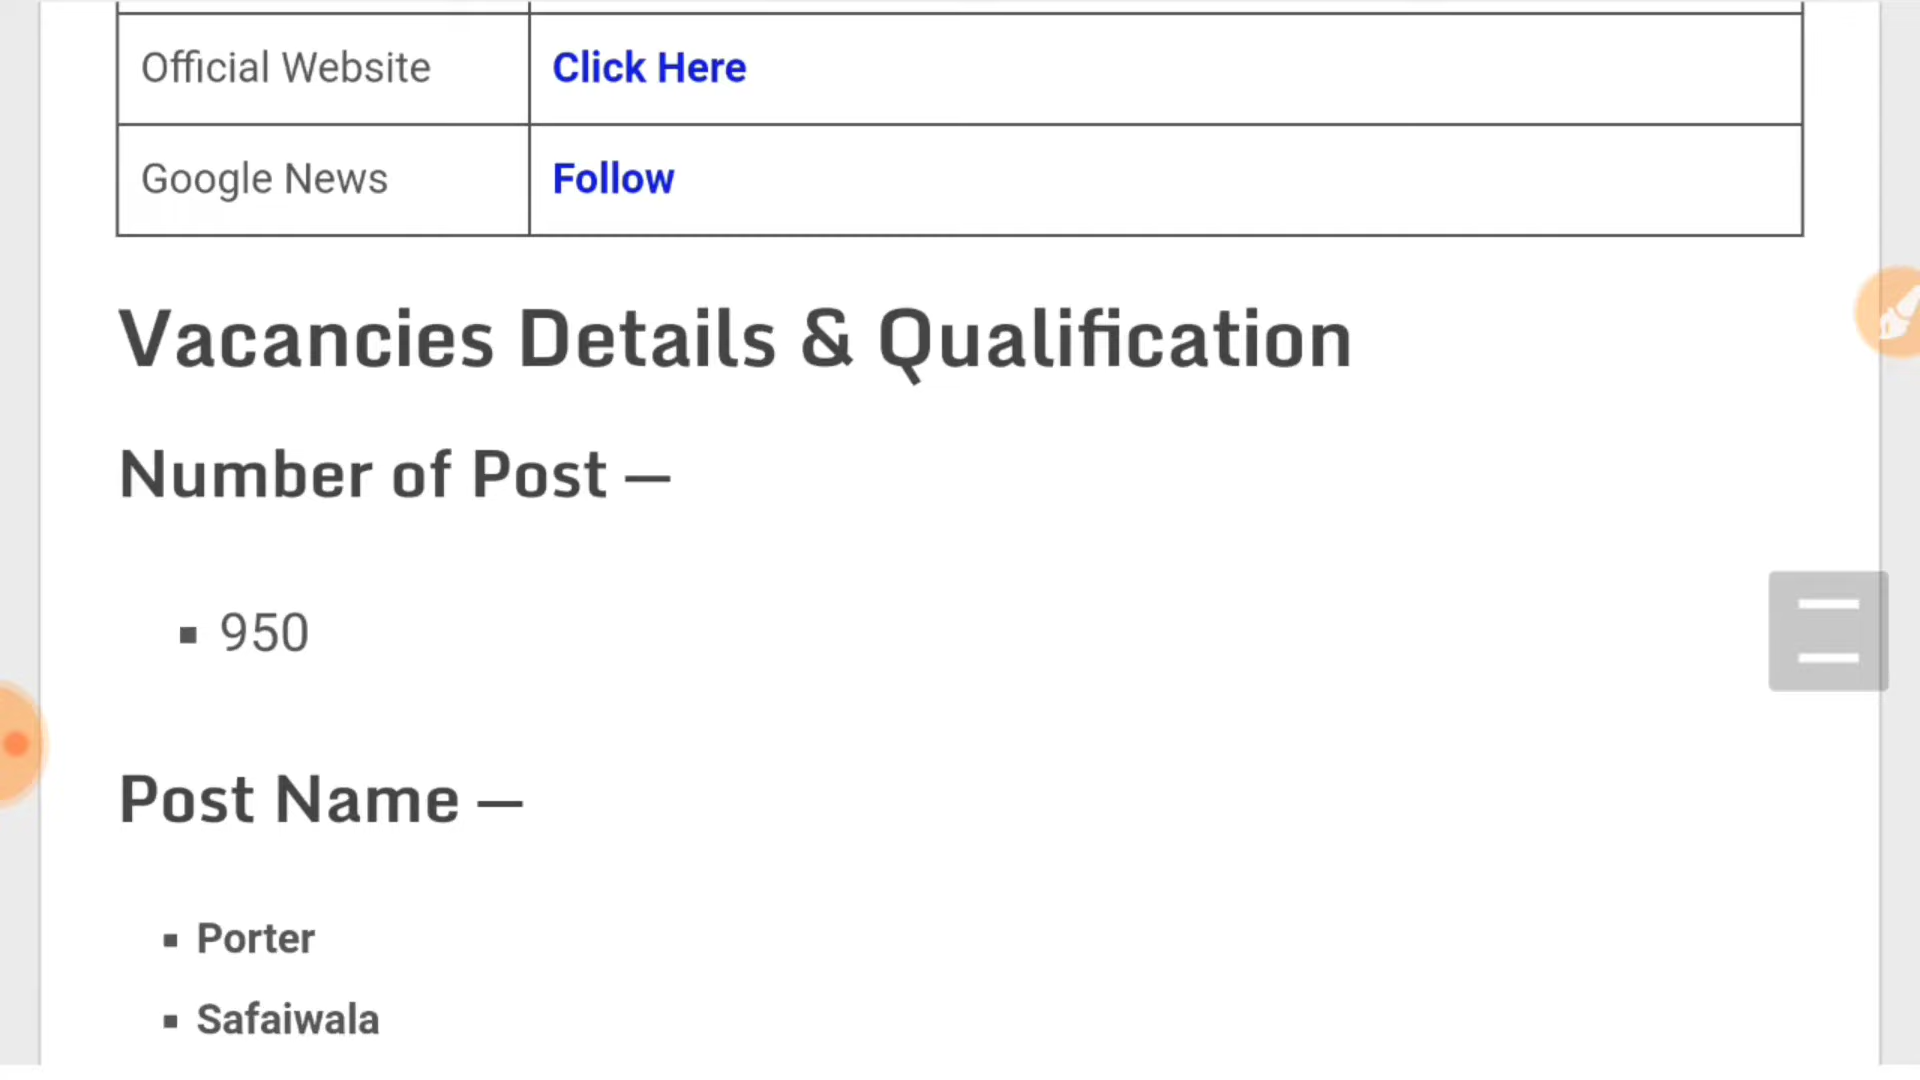 Official Website Click Here
Google News Follow
Vacancies Details & Qualification
Number of Post —
950
Post Name —
Porter
Safaiwala